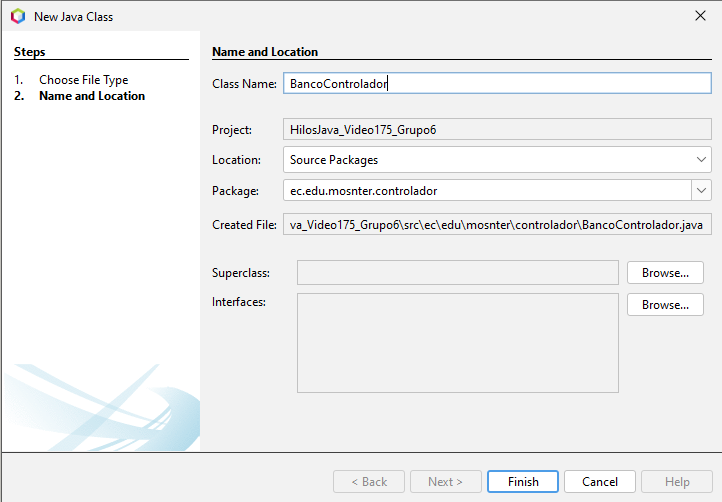 New Java Class
Steps
1. Choose File Type
2. Name and Location
Name and Location
Class Name: BancoControlador
Project: HilosJava_Video175_Grupo6
Location: Source Packages
Package: ec.edu.mosnter.controlador
Created File: va_Video175_Grupo6\src\ec\edu\mosnter\controlador\BancoControlador.java
Superclass: Browse...
Interfaces: Browse...
< Back Next > Finish Cancel Help